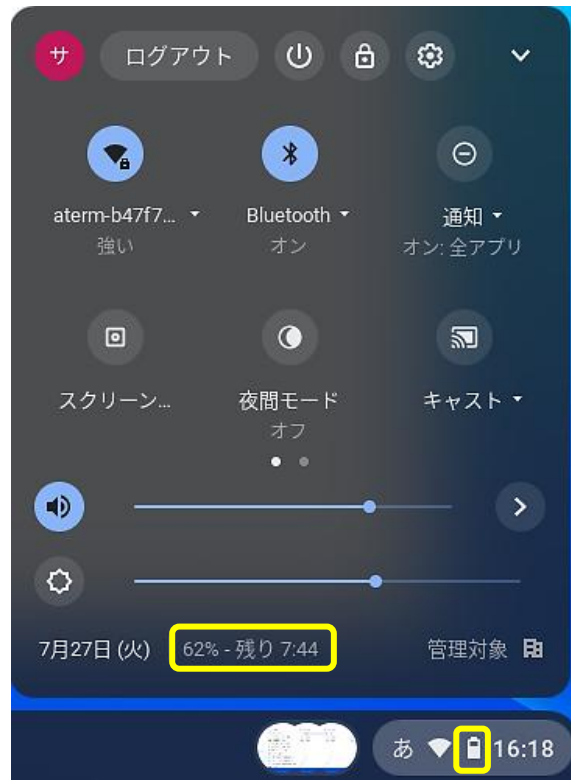 サ ログアウト
aterm-b47f7... Bluetooth 通知
強い オン オン: 全アプリ
スクリーン... 夜間モード キャスト
オフ
7月27日 (火) 62% - 残り 7:44 管理対象
あ 16:18